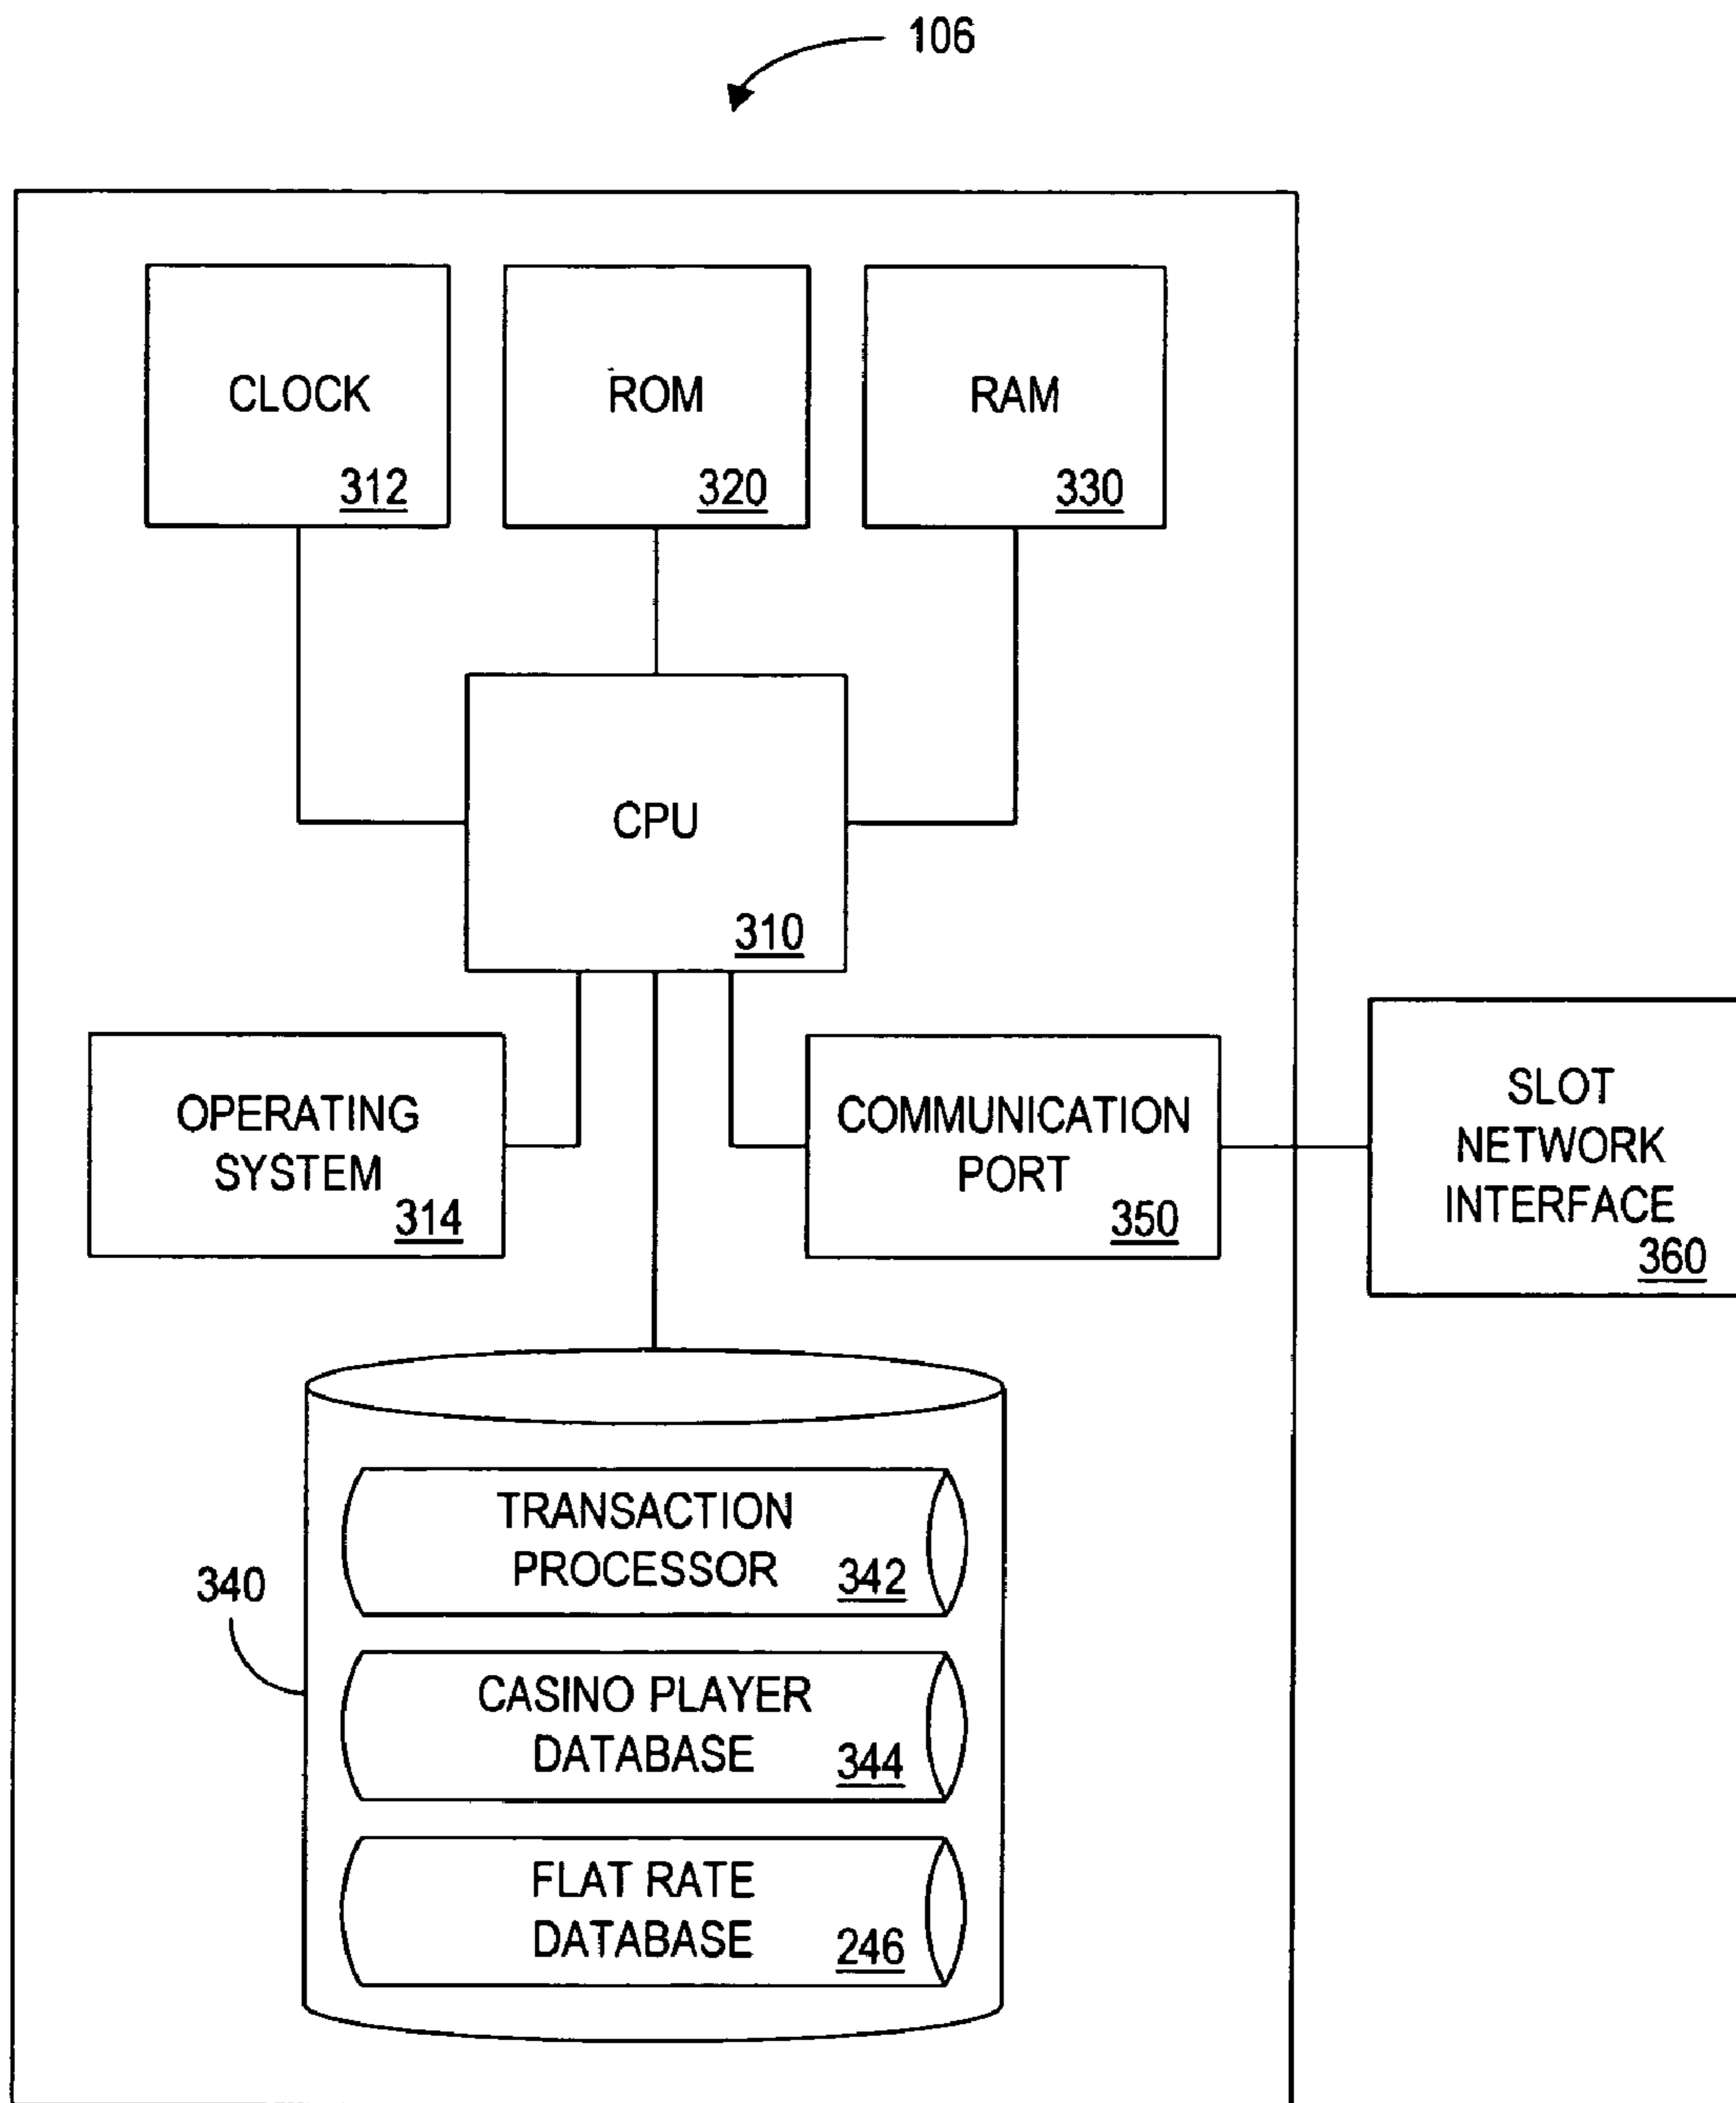 106
CLOCK
312
ROM
320
RAM
330
CPU
310
OPERATING
SYSTEM
314
COMMUNICATION
PORT
350
SLOT
NETWORK
INTERFACE
360
340
TRANSACTION
PROCESSOR
342
CASINO PLAYER
DATABASE
344
FLAT RATE
DATABASE
246